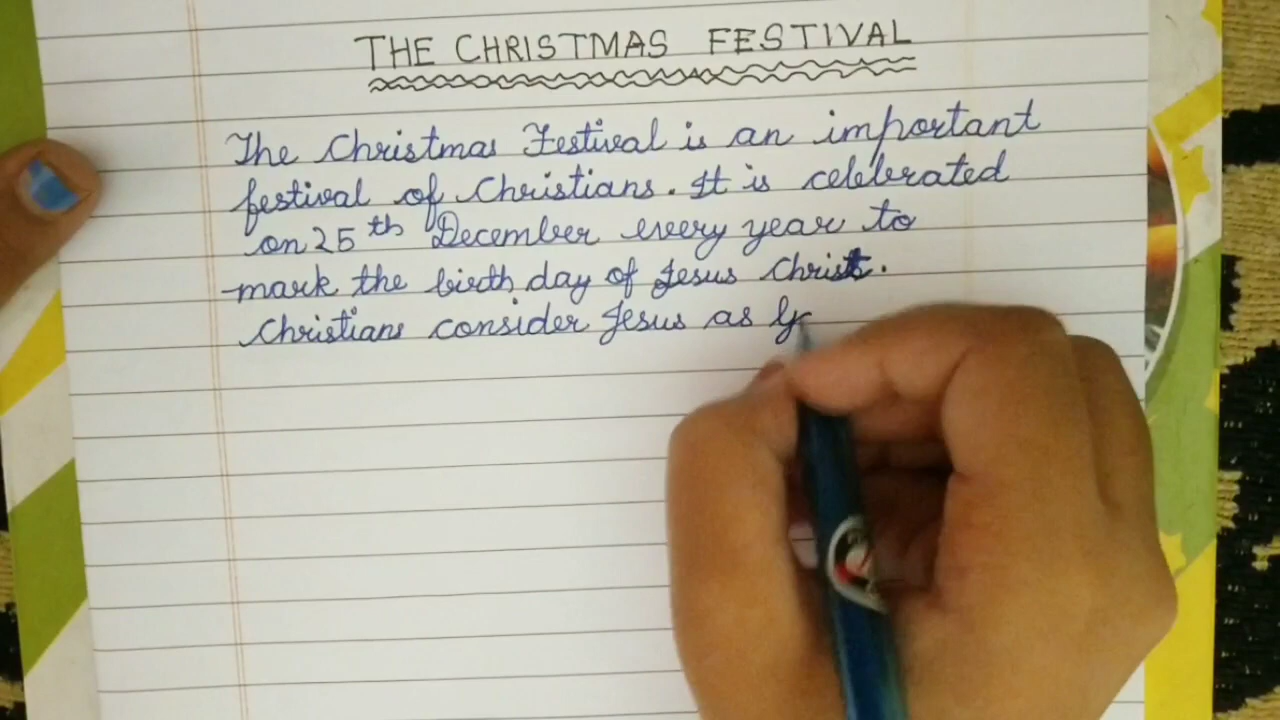 THE CHRISTMAS FESTIVAL
The Christmas Festival is an important
festival of Christians. It is celebrated
on 25th December every year to
mark the birth day of Jesus Christ.
Christians consider Jesus as